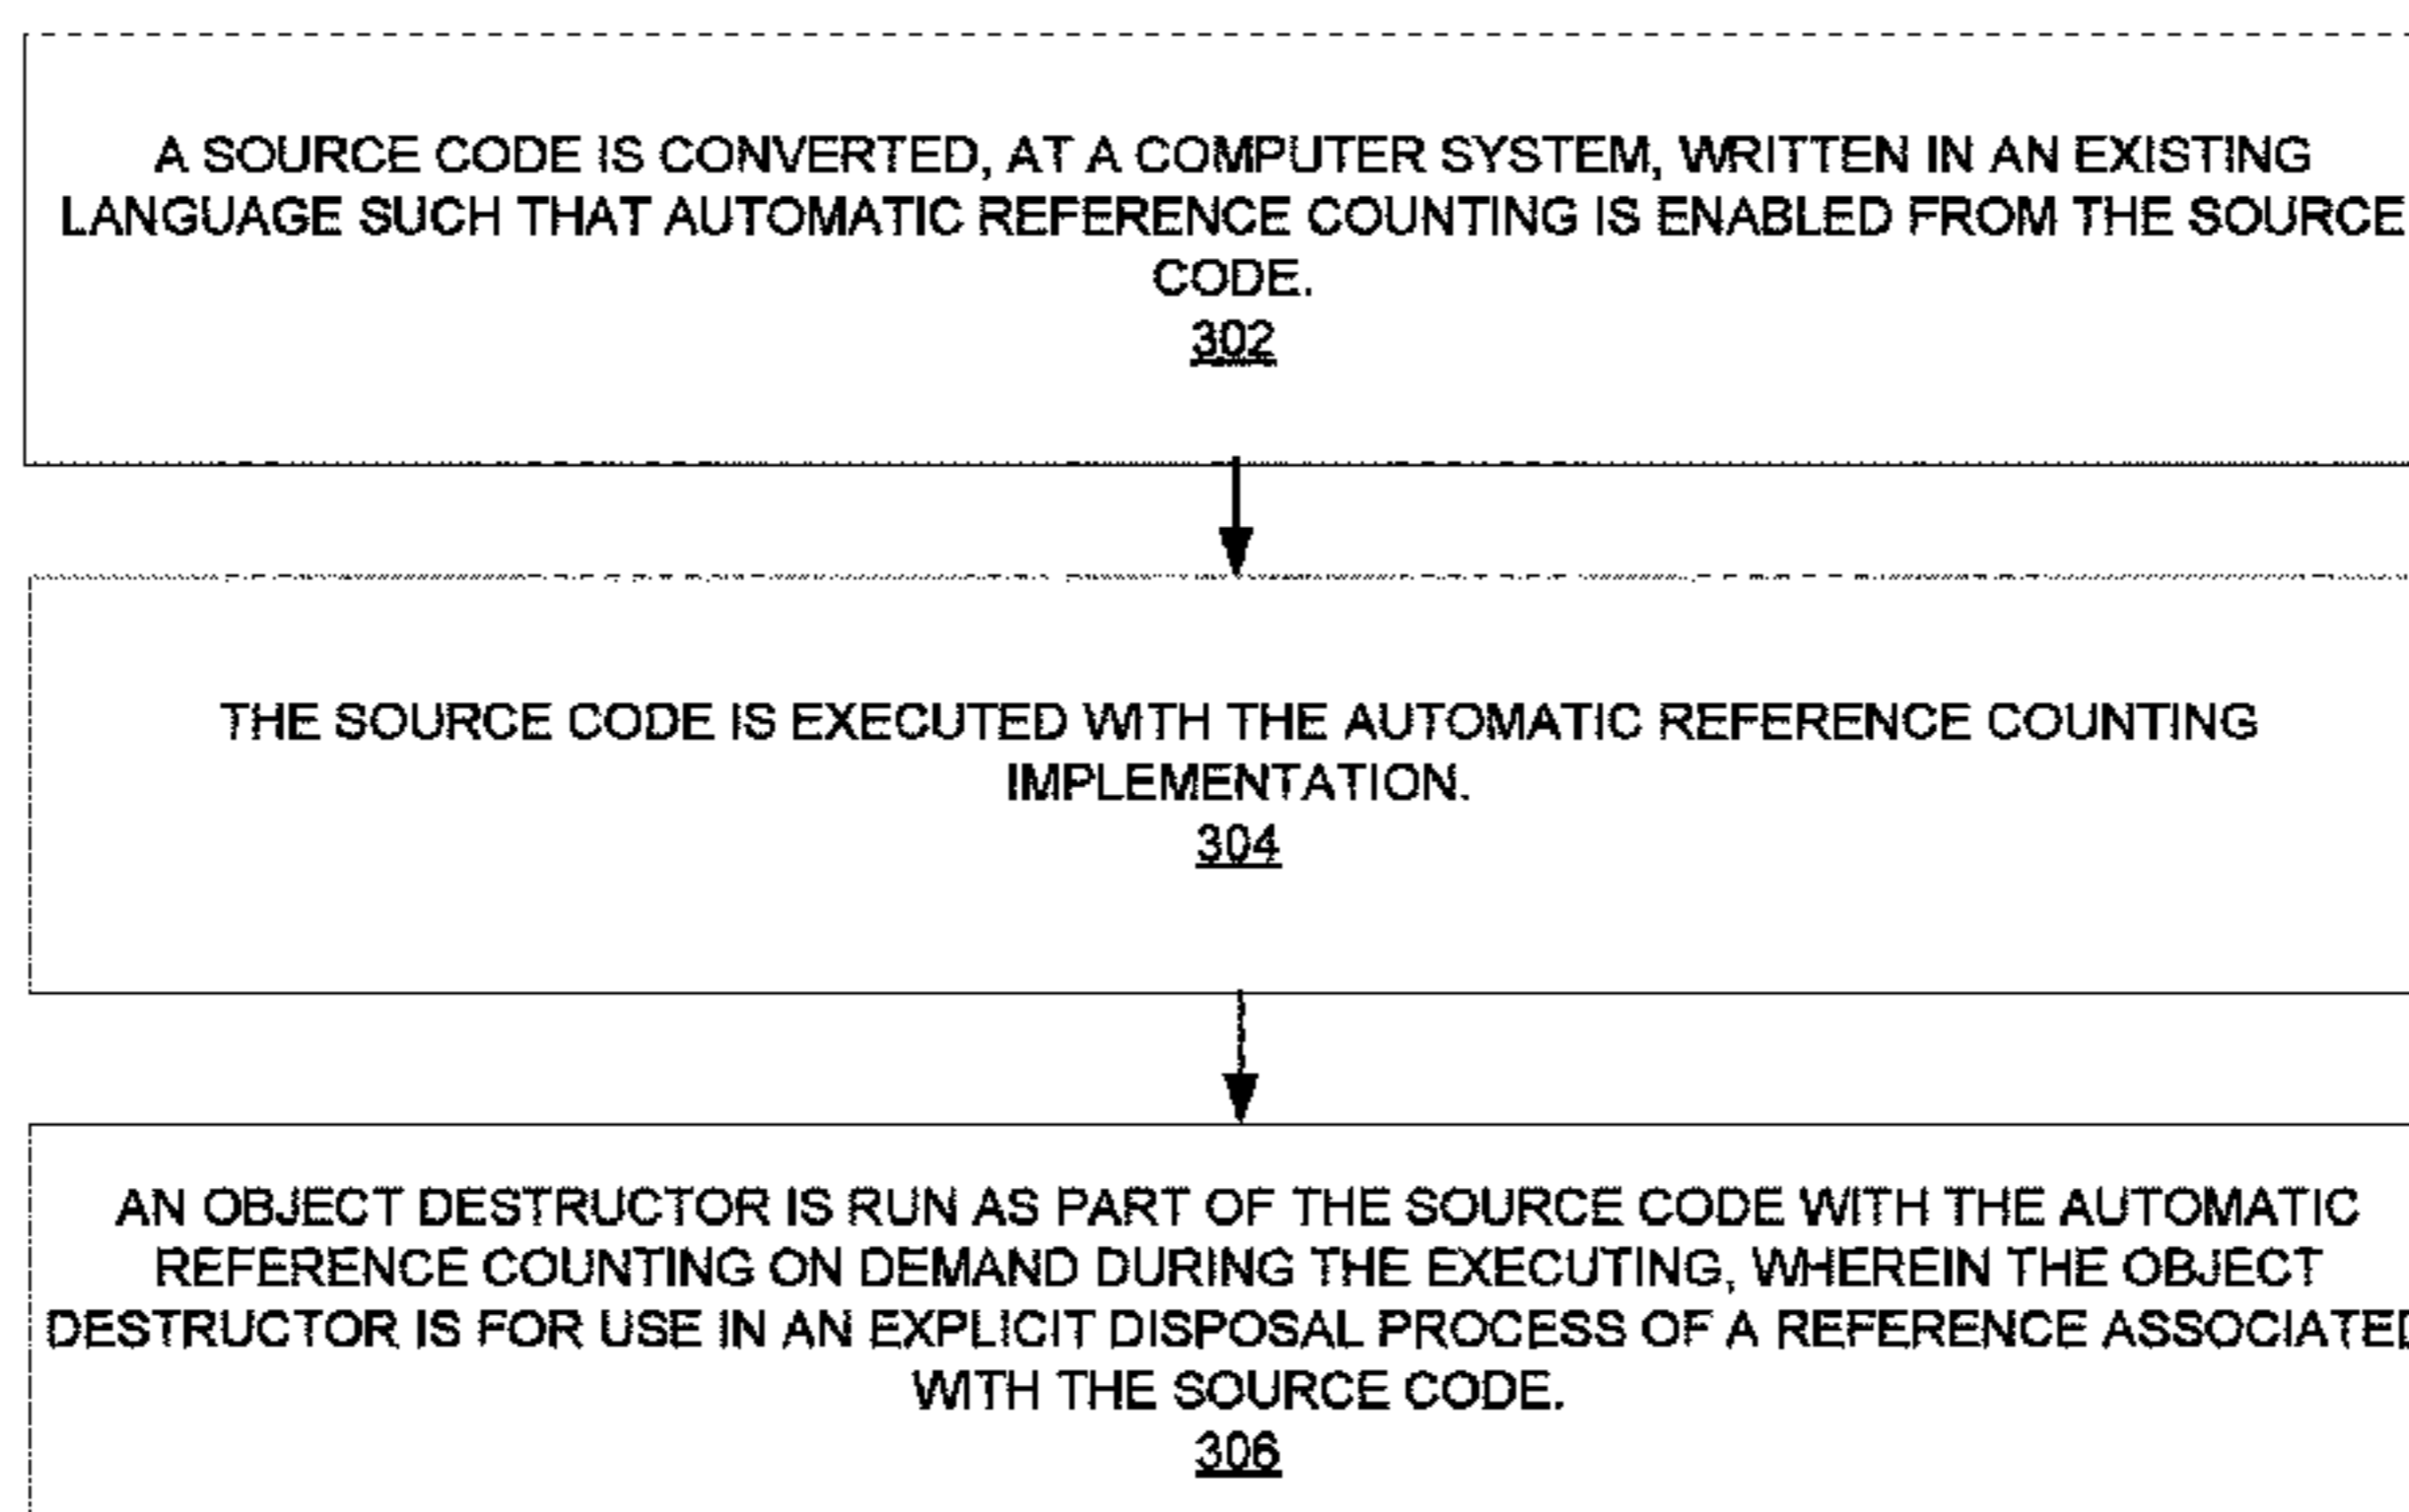 A SOURCE CODE IS CONVERTED, AT A COMPUTER SYSTEM, WRITTEN IN AN EXISTING
LANGUAGE SUCH THAT AUTOMATIC REFERENCE COUNTING IS ENABLED FROM THE SOURCE
CODE.
302
THE SOURCE CODE IS EXECUTED WITH THE AUTOMATIC REFERENCE COUNTING
IMPLEMENTATION.
304
AN OBJECT DESTRUCTOR IS RUN AS PART OF THE SOURCE CODE WITH THE AUTOMATIC
REFERENCE COUNTING ON DEMAND DURING THE EXECUTING, WHEREIN THE OBJECT
DESTRUCTOR IS FOR USE IN AN EXPLICIT DISPOSAL PROCESS OF A REFERENCE ASSOCIATED
WITH THE SOURCE CODE.
306